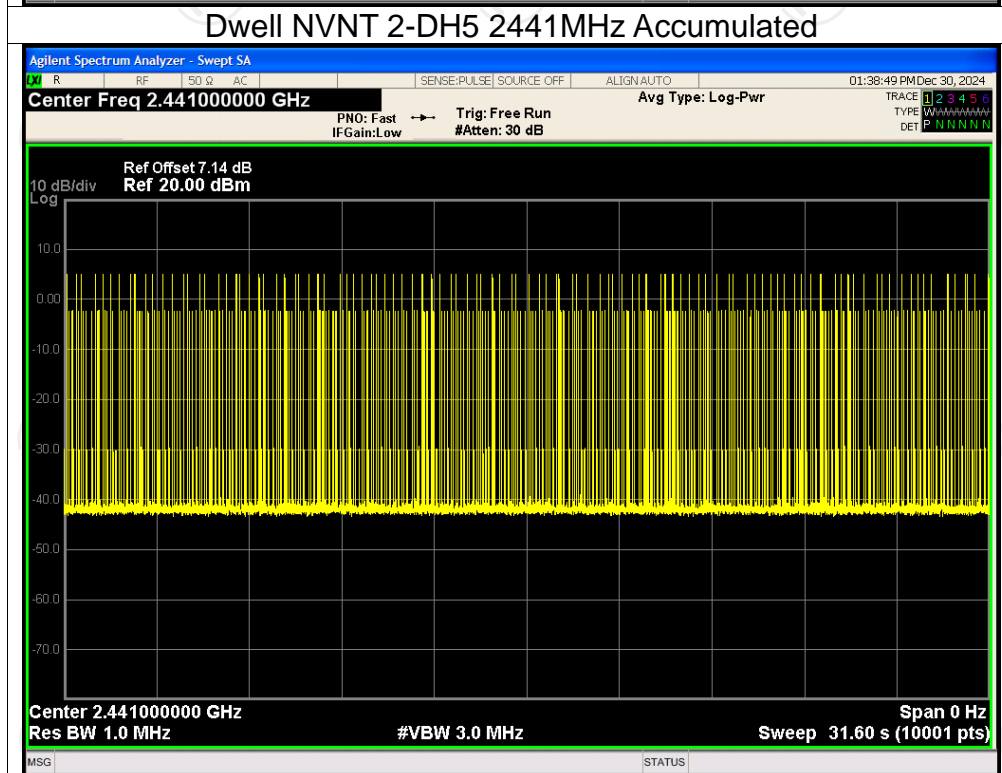 Dwell NVNT 2-DH5 2441MHz Accumulated
Agilent Spectrum Analyzer - Swept SA
LXI R RF 50 Ω AC SENSE:PULSE SOURCE OFF ALIGN AUTO 01:38:49 PM Dec 30, 2024
Center Freq 2.441000000 GHz
PNO: Fast
IFGain:Low
Trig: Free Run
#Atten: 30 dB
Avg Type: Log-Pwr
TRACE 1 2 3 4 5 6
TYPE WWWWWW
DET P N N N N N
Ref Offset 7.14 dB
10 dB/div Ref 20.00 dBm
Log
10.0
0.00
-10.0
-20.0
-30.0
-40.0
-50.0
-60.0
-70.0
Center 2.441000000 GHz Span 0 Hz
Res BW 1.0 MHz #VBW 3.0 MHz Sweep 31.60 s (10001 pts)
MSG STATUS